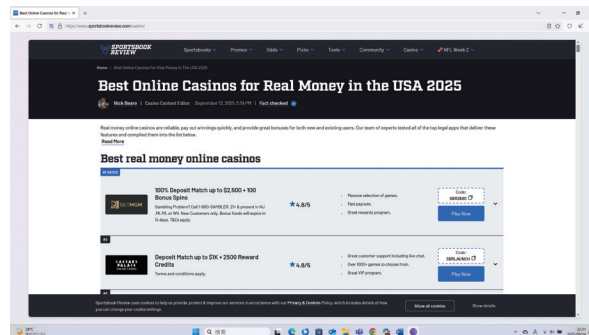 Best Online Casinos for Real M
https://www.sportsbookreview.com/casino/
SPORTSBOOK REVIEW
Sportsbooks
Promos
Odds
Picks
Tools
Community
Casino
NFL Week 2
Home / Best Online Casinos For Real Money In The USA 2025
Best Online Casinos for Real Money in the USA 2025
Nick Beare | Casino Content Editor September 12, 2025 3:59 PM | Fact checked
Real money online casinos are reliable, pay out winnings quickly, and provide great bonuses for both new and existing users. Our team of experts tested all of the top legal apps that deliver these
features and compiled them into the list below.
Read More
Best real money online casinos
#1 RATED
BETMGM
100% Deposit Match up to $2,500 + 100
Bonus Spins
Gambling Problem? Call 1-800-GAMBLER. 21+ & present in NJ
, MI, PA, or WV. New Customers only. Bonus funds will expire in
14 days. T&Cs apply.
4.8/5
Massive selection of games.
Fast payouts.
Great rewards program.
Code:
Play Now
#2
CAESARS
PALACE
ONLINE CASINO
Deposit Match up to $1K + 2500 Reward
Credits
Terms and conditions apply.
4.8/5
Great customer support including live chat.
Over 1000+ games to choose from.
Great VIP program.
Code:
SBRLAUNCH
Play Now
Sportsbook Review uses cookies to help us provide, protect & improve our services in accordance with our Privacy & Cookies Policy, which includes details of how
you can change your cookie settings
Allow all cookies
Show details